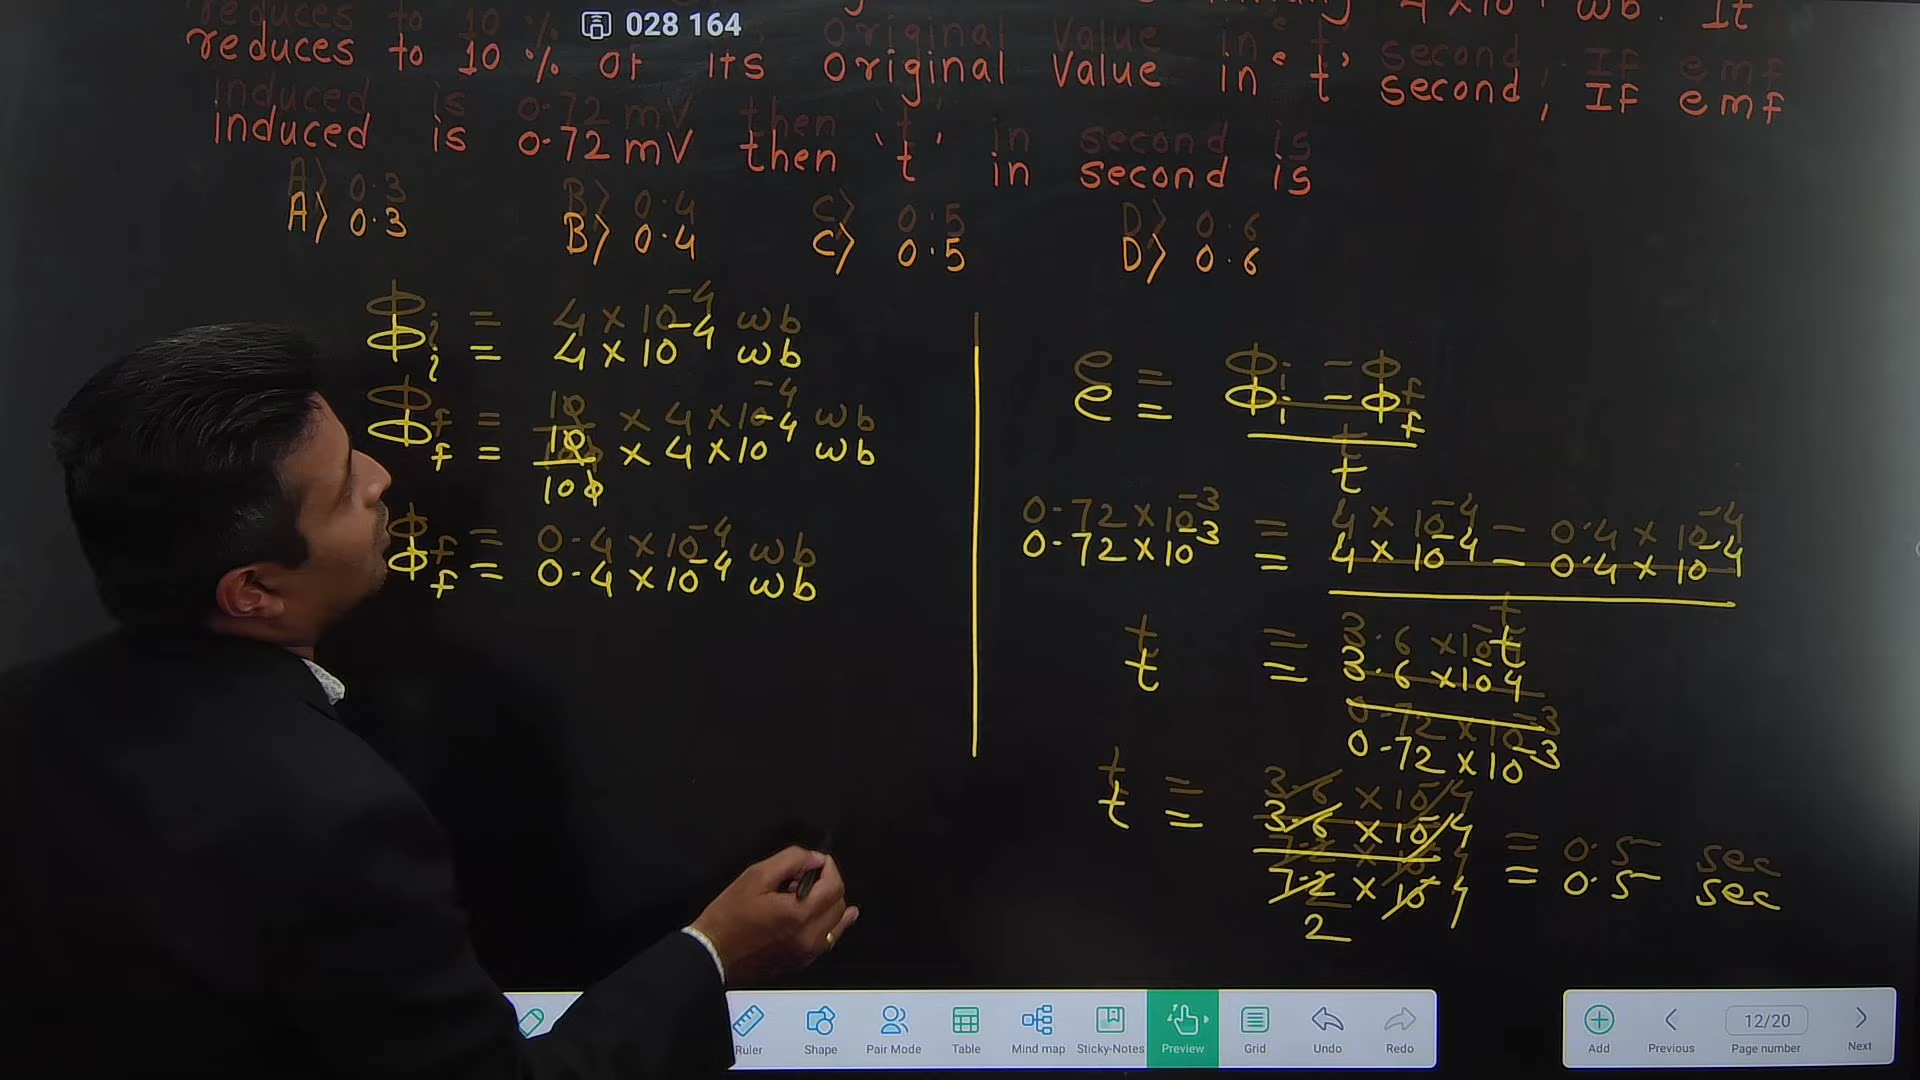 028 164
4 × 10⁻⁴ wb. It
reduces to 10 % of its original Value in 't' second, If emf
induced is 0.72 mV then 't' in second is
A) 0.3 B) 0.4 C) 0.5 D) 0.6
Φi = 4 × 10⁻⁴ wb
Φf = 10/100 × 4 × 10⁻⁴ wb
Φf = 0.4 × 10⁻⁴ wb
e = Φi - Φf / t
0.72 × 10⁻³ = 4 × 10⁻⁴ - 0.4 × 10⁻⁴ / t
t = 3.6 × 10⁻⁴ / 0.72 × 10⁻³
t = 3.6 × 10⁻⁴ / 7.2 × 10⁻⁴ = 0.5 sec
2
Ruler Shape Pair Mode Table Mind map Sticky-Notes Preview Grid Undo Redo
Add Previous 12/20 Page number Next